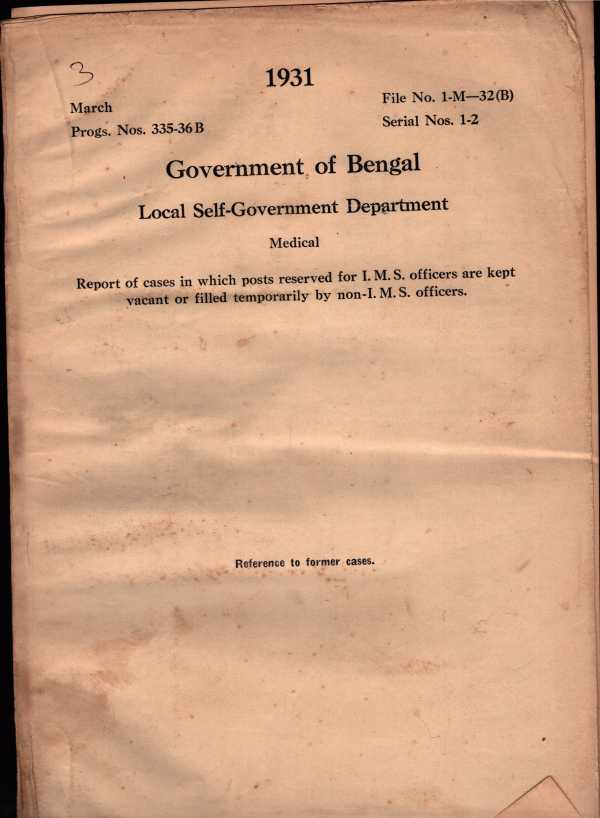 3
1931
March
File No. 1-M—32(B)
Progs. Nos. 335-36 B
Serial Nos. 1-2
Government of Bengal
Local Self-Government Department
Medical
Report of cases in which posts reserved for I. M. S. officers are kept
vacant or filled temporarily by non-I. M. S. officers.
Reference to former cases.